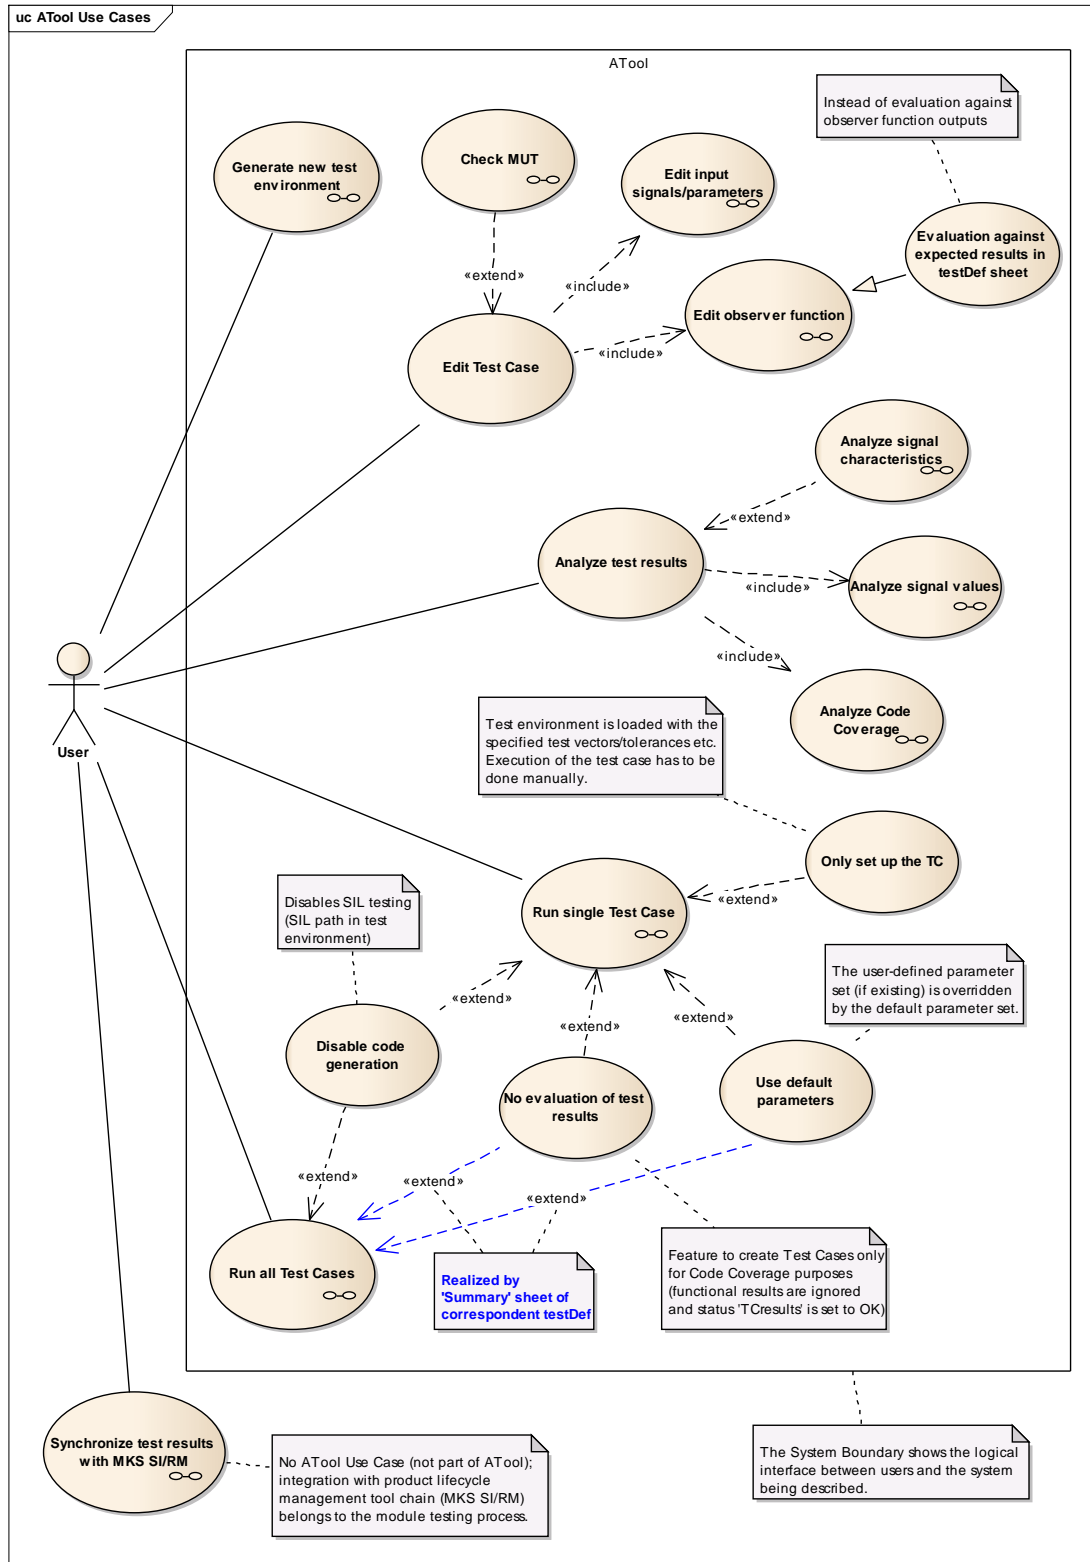 uc ATool Use Cases
ATool
Instead of evaluation against
observer function outputs
Generate new test
environment
Check MUT
Edit input
signals/parameters
Evaluation against
expected results in
testDef sheet
«extend»
«include»
Edit observer function
«include»
Edit Test Case
Analyze signal
characteristics
«extend»
Analyze test results
«include»
Analyze signal values
«include»
Analyze Code
Coverage
User
Test environment is loaded with the
specified test vectors/tolerances etc.
Execution of the test case has to be
done manually.
Only set up the TC
«extend»
Run single Test Case
Disables SIL testing
(SIL path in test
environment)
The user-defined parameter
set (if existing) is overridden
by the default parameter set.
«extend»
«extend»
«extend»
Disable code
generation
No evaluation of test
results
Use default
parameters
«extend»
«extend»
«extend»
Run all Test Cases
Realized by
'Summary' sheet of
correspondent testDef
Feature to create Test Cases only
for Code Coverage purposes
(functional results are ignored
and status 'TCresults' is set to OK)
Synchronize test results
with MKS SI/RM
No ATool Use Case (not part of ATool);
integration with product lifecycle
management tool chain (MKS SI/RM)
belongs to the module testing process.
The System Boundary shows the logical
interface between users and the system
being described.